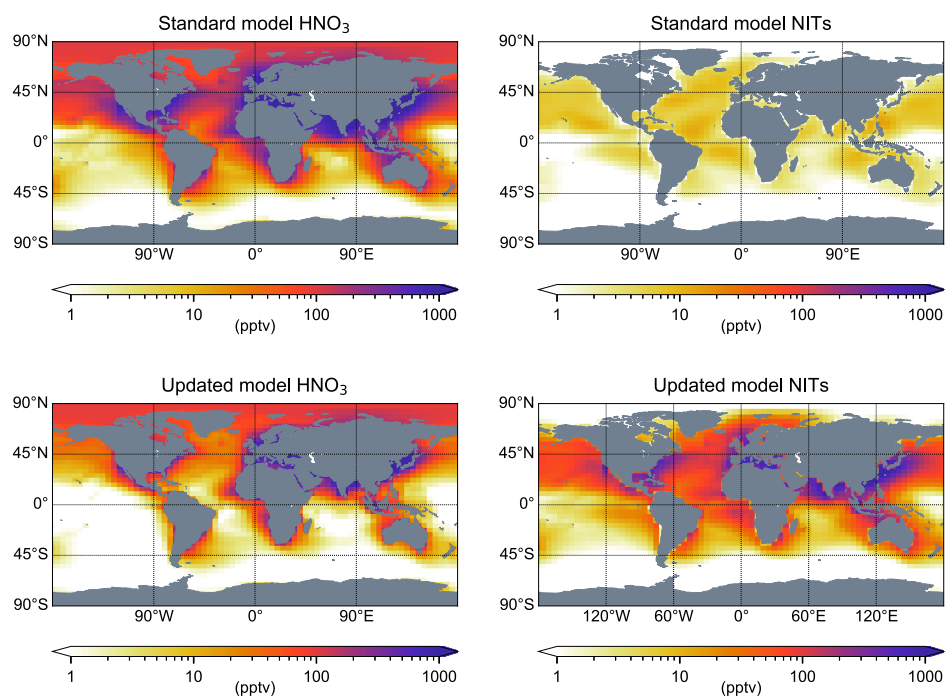 Standard model HNO₃
90°N
45°N
0°
45°S
90°S
90°W 0° 90°E
1 10 100 1000
(pptv)
Standard model NITs
90°N
45°N
0°
45°S
90°S
90°W 0° 90°E
1 10 100 1000
(pptv)
Updated model HNO₃
90°N
45°N
0°
45°S
90°S
90°W 0° 90°E
1 10 100 1000
(pptv)
Updated model NITs
90°N
45°N
0°
45°S
90°S
120°W 60°W 0° 60°E 120°E
1 10 100 1000
(pptv)